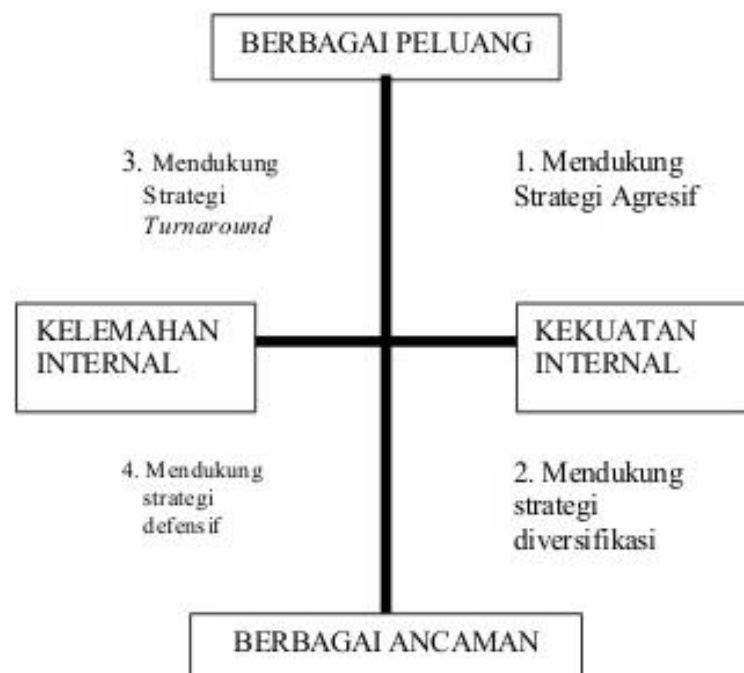 BERBAGAI PELUANG
3. Mendukung
Strategi
Turnaround
1. Mendukung
Strategi Agresif
KELEMAHAN
INTERNAL
KEKUATAN
INTERNAL
4. Mendukung
strategi
defensif
2. Mendukung
strategi
diversifikasi
BERBAGAI ANCAMAN